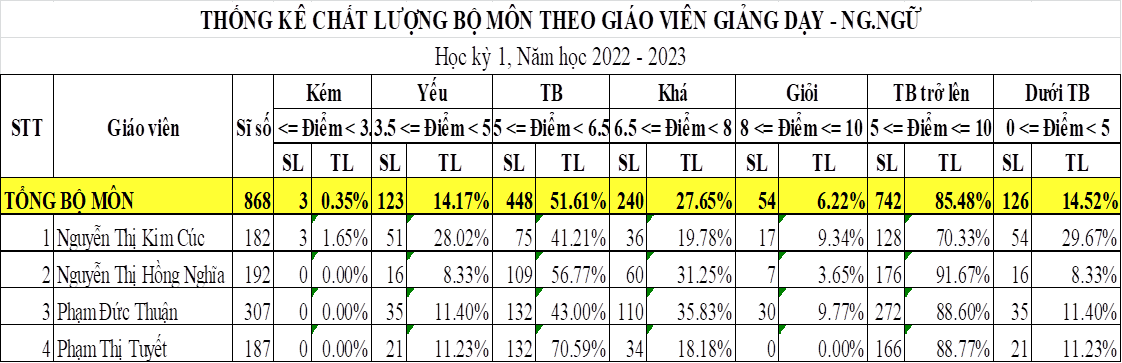 THỐNG KÊ CHẤT LƯỢNG BỘ MÔN THEO GIÁO VIÊN GIẢNG DẠY - NG.NGỮ
Học kỳ 1, Năm học 2022 - 2023
STT Giáo viên Sĩ số Kém Yếu TB Khá Giỏi TB trở lên Dưới TB
<= Điểm < 3. 3.5 <= Điểm < 5 5 <= Điểm < 6.5 6.5 <= Điểm < 8 8 <= Điểm <= 10 5 <= Điểm <= 10 0 <= Điểm < 5
SL TL SL TL SL TL SL TL SL TL SL TL SL TL
TỔNG BỘ MÔN 868 3 0.35% 123 14.17% 448 51.61% 240 27.65% 54 6.22% 742 85.48% 126 14.52%
1 Nguyễn Thị Kim Cúc 182 3 1.65% 51 28.02% 75 41.21% 36 19.78% 17 9.34% 128 70.33% 54 29.67%
2 Nguyễn Thị Hồng Nghĩa 192 0 0.00% 16 8.33% 109 56.77% 60 31.25% 7 3.65% 176 91.67% 16 8.33%
3 Phạm Đức Thuận 307 0 0.00% 35 11.40% 132 43.00% 110 35.83% 30 9.77% 272 88.60% 35 11.40%
4 Phạm Thị Tuyết 187 0 0.00% 21 11.23% 132 70.59% 34 18.18% 0 0.00% 166 88.77% 21 11.23%